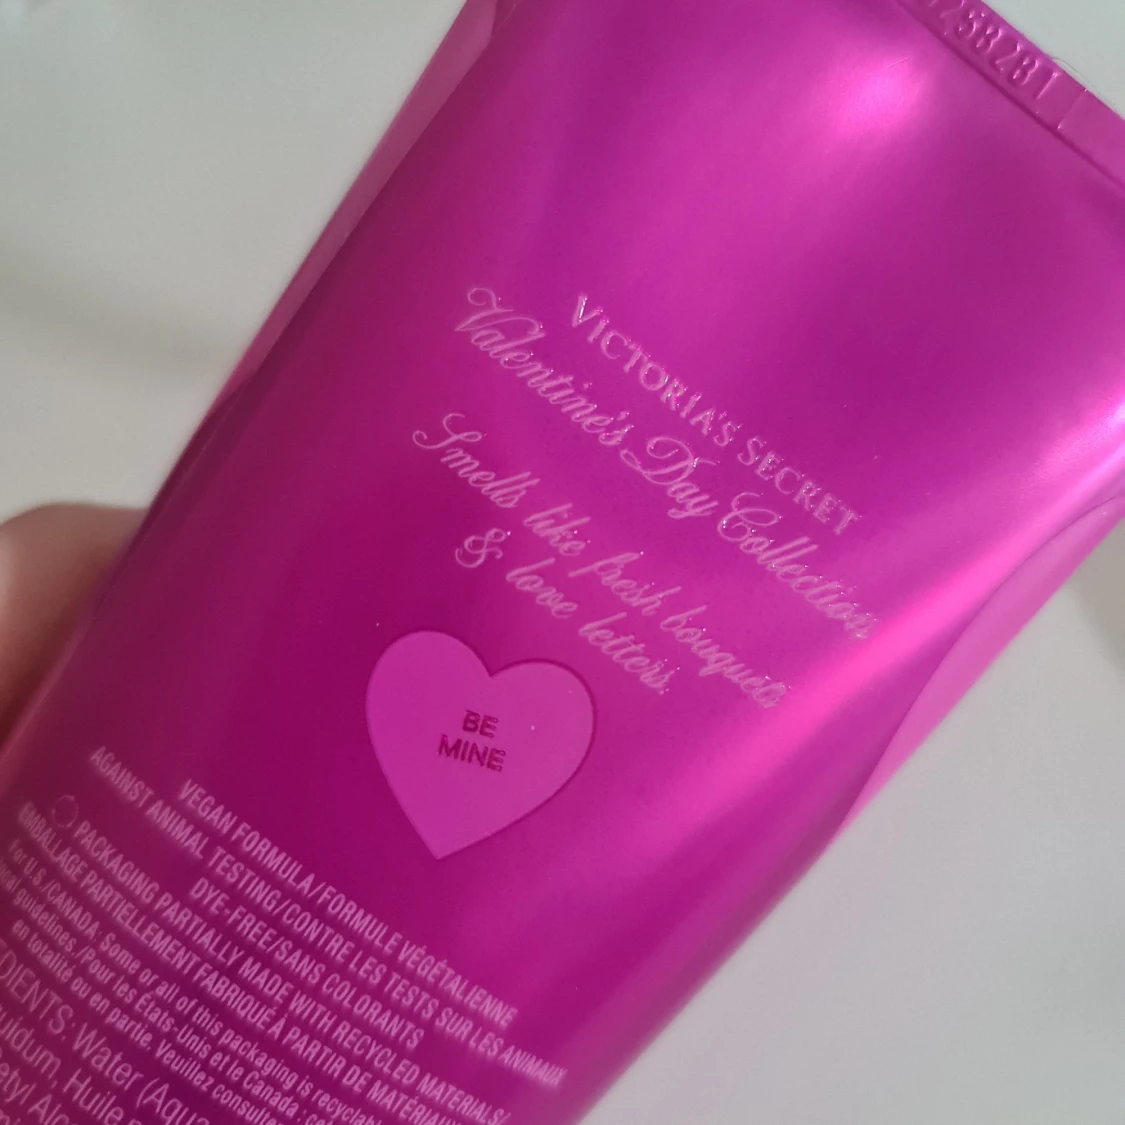 2SB2B1
VICTORIA'S SECRET
Valentine's Day Collection
Smells like fresh bouquets
& love letters.
BE
MINE
VEGAN FORMULA/FORMULE VÉGÉTALIENNE
AGAINST ANIMAL TESTING/CONTRE LES TESTS SUR LES ANIMAUX
DYE-FREE/SANS COLORANTS
PACKAGING PARTIALLY MADE WITH RECYCLED MATERIALS/
EMBALLAGE PARTIELLEMENT FABRIQUÉ À PARTIR DE MATÉRIAUX
for U.S./CANADA. Some or all of this packaging is recyclable
guidelines./Pour les États-Unis et le Canada :
en totalité ou en partie. Veuillez consulter
Water (Aqua
Huile